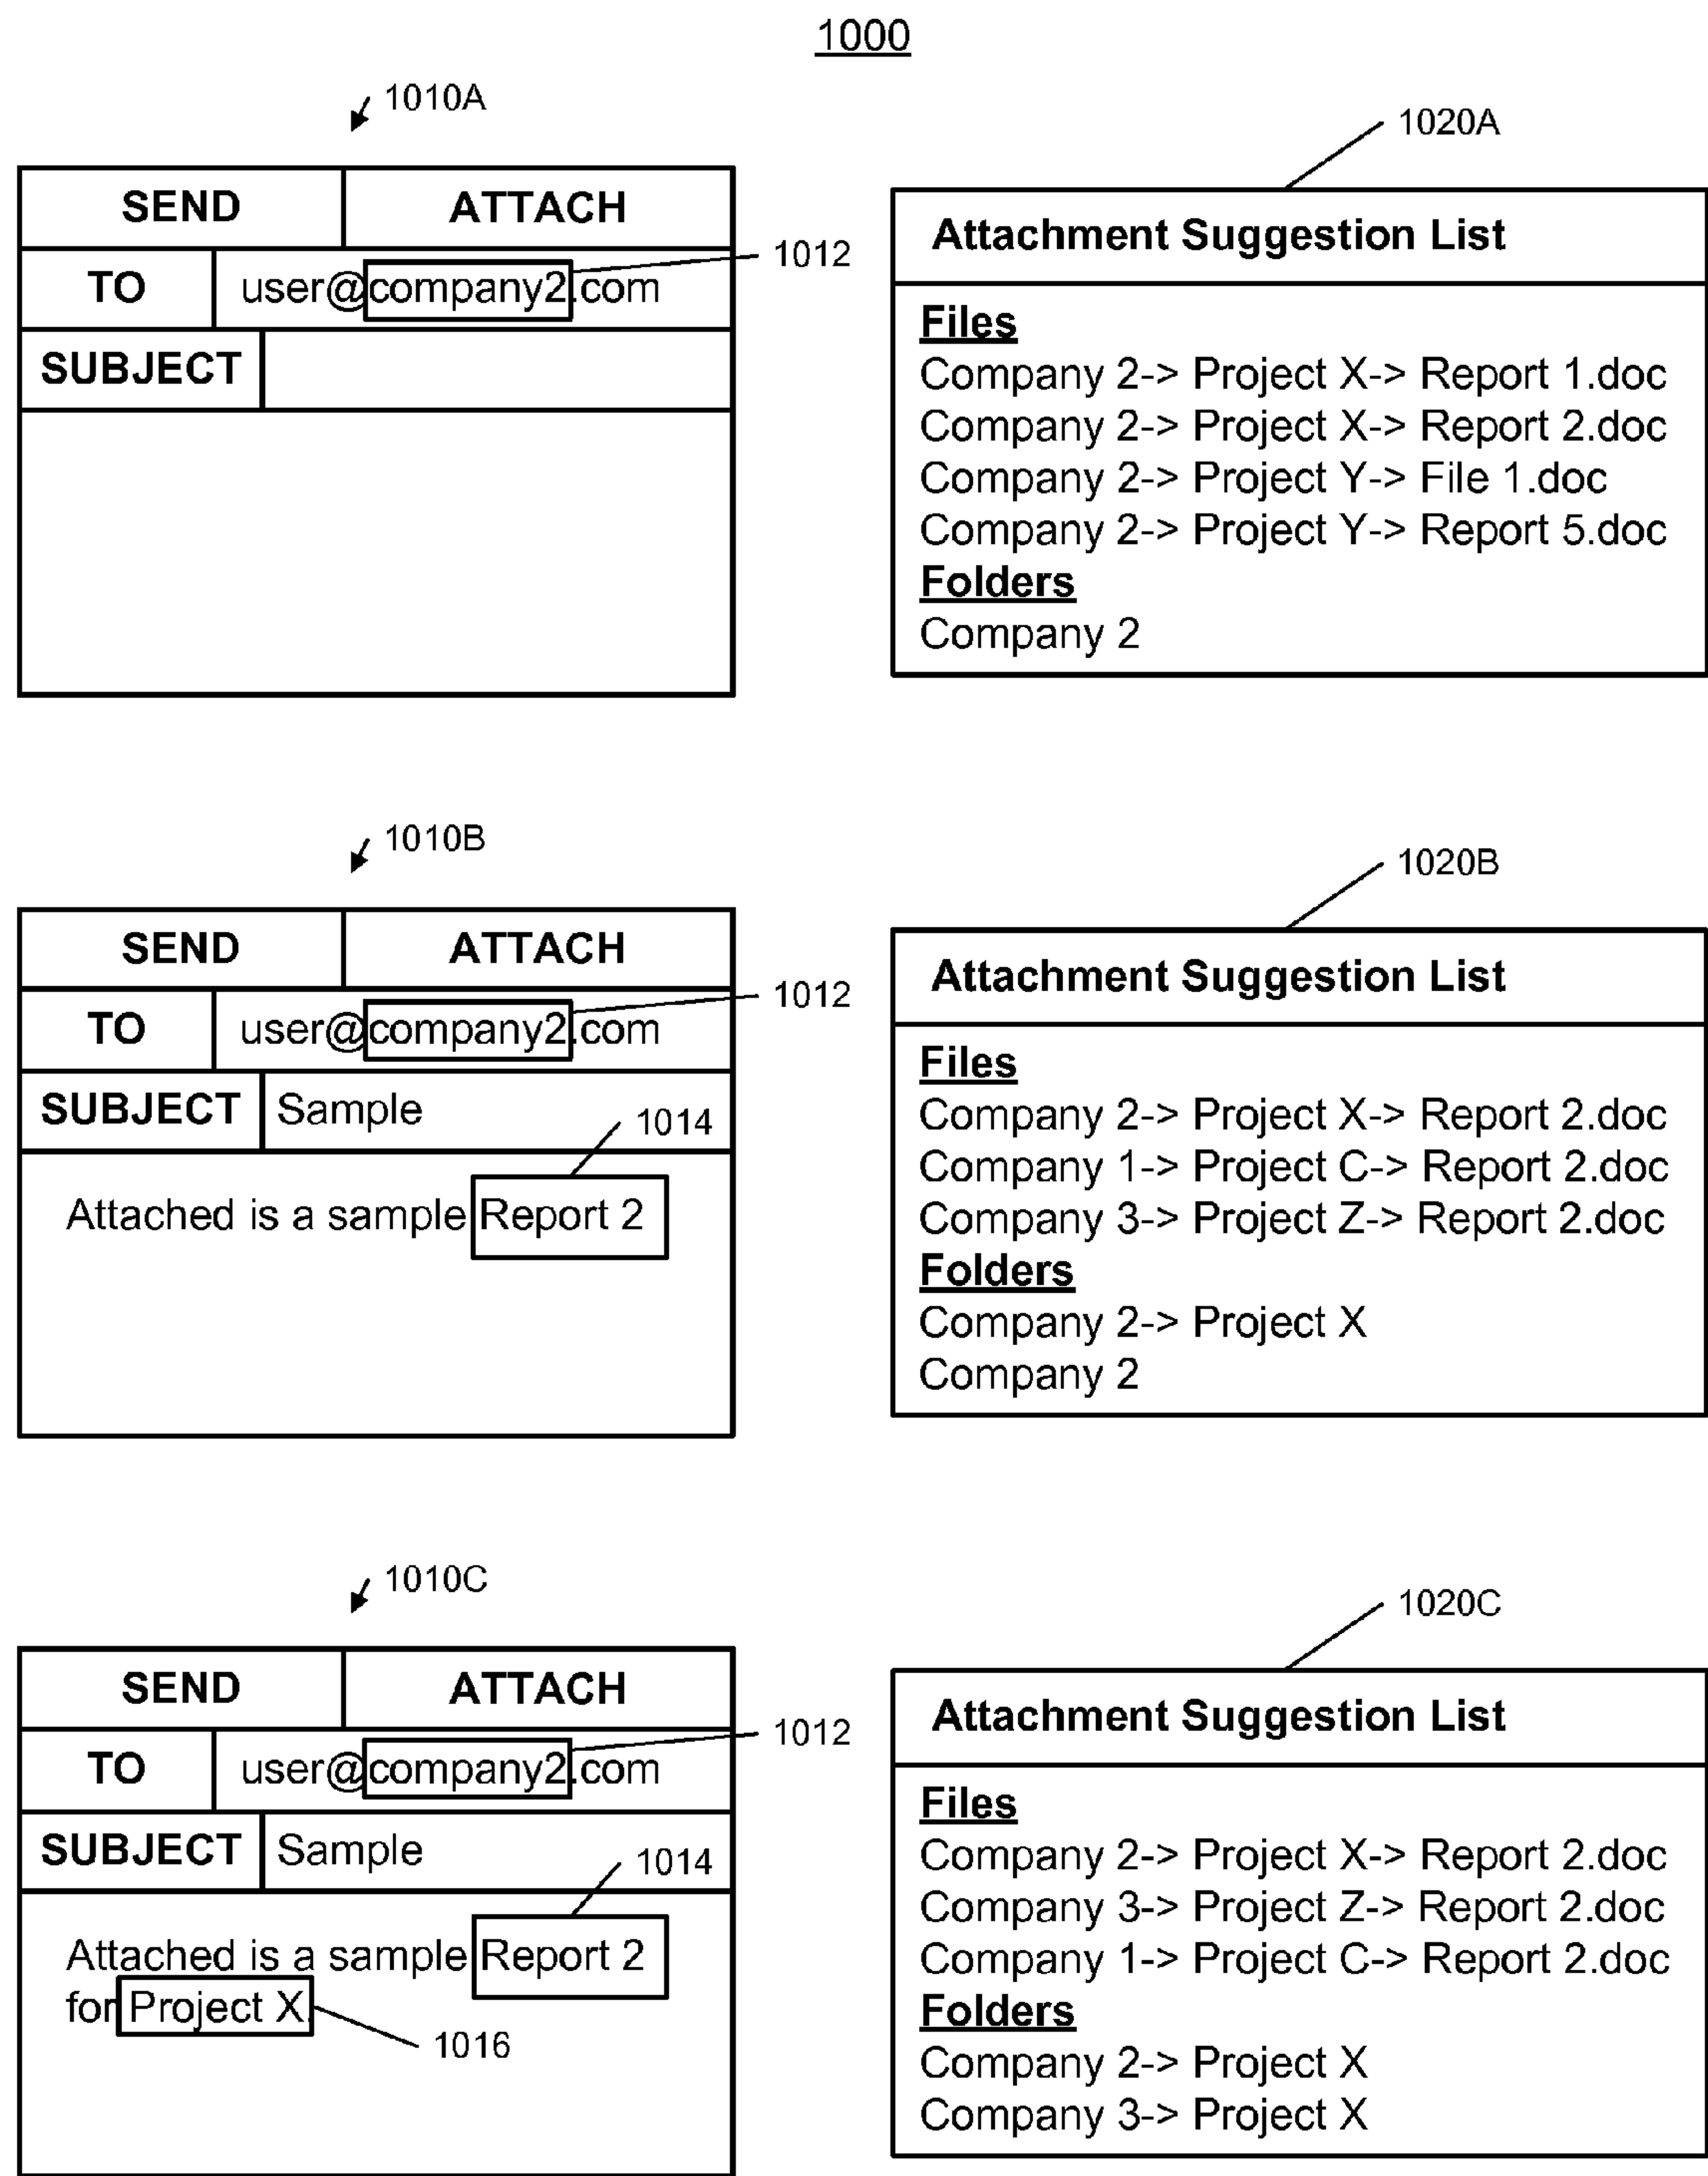 1000
1010A
SEND ATTACH
TO user@company2.com
1012
SUBJECT
1020A
Attachment Suggestion List
Files
Company 2-> Project X-> Report 1.doc
Company 2-> Project X-> Report 2.doc
Company 2-> Project Y-> File 1.doc
Company 2-> Project Y-> Report 5.doc
Folders
Company 2
1010B
SEND ATTACH
TO user@company2.com
1012
SUBJECT Sample
1014
Attached is a sample Report 2
1020B
Attachment Suggestion List
Files
Company 2-> Project X-> Report 2.doc
Company 1-> Project C-> Report 2.doc
Company 3-> Project Z-> Report 2.doc
Folders
Company 2-> Project X
Company 2
1010C
SEND ATTACH
TO user@company2.com
1012
SUBJECT Sample
1014
Attached is a sample Report 2
for Project X.
1016
1020C
Attachment Suggestion List
Files
Company 2-> Project X-> Report 2.doc
Company 3-> Project Z-> Report 2.doc
Company 1-> Project C-> Report 2.doc
Folders
Company 2-> Project X
Company 3-> Project X